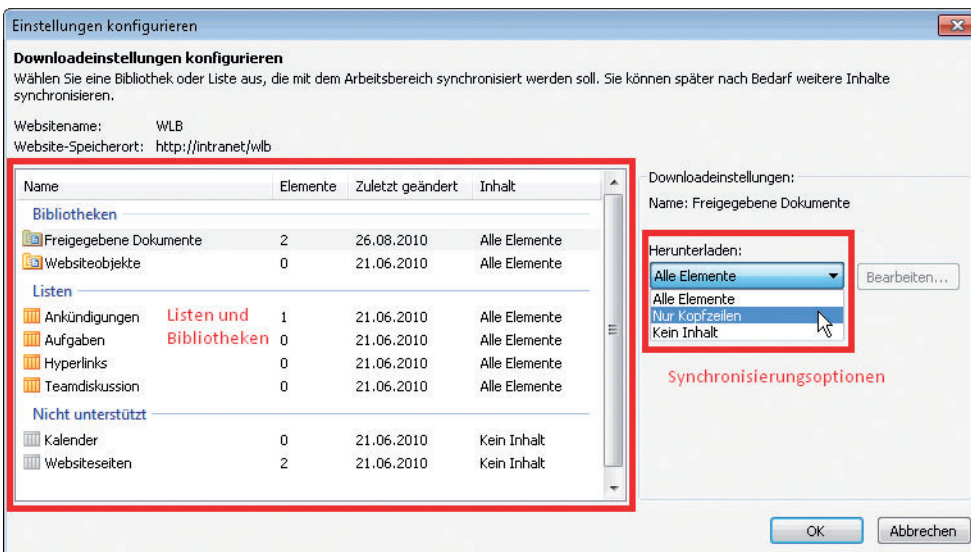 Einstellungen konfigurieren
Downloadeinstellungen konfigurieren
Wählen Sie eine Bibliothek oder Liste aus, die mit dem Arbeitsbereich synchronisiert werden soll. Sie können später nach Bedarf weitere Inhalte
synchronisieren.
Websitename: WLB
Website-Speicherort: http://intranet/wlb
Name Elemente Zuletzt geändert Inhalt
Bibliotheken
Freigegebene Dokumente 2 26.08.2010 Alle Elemente
Websiteobjekte 0 21.06.2010 Alle Elemente
Listen
Ankündigungen 1 21.06.2010 Alle Elemente
Aufgaben 0 21.06.2010 Alle Elemente
Hyperlinks 0 21.06.2010 Alle Elemente
Teamdiskussion 0 21.06.2010 Alle Elemente
Nicht unterstützt
Kalender 0 21.06.2010 Kein Inhalt
Websiteseiten 2 21.06.2010 Kein Inhalt
Listen und
Bibliotheken
Downloadeinstellungen:
Name: Freigegebene Dokumente
Herunterladen:
Alle Elemente
Bearbeiten...
Alle Elemente
Nur Kopfzeilen
Kein Inhalt
Synchronisierungsoptionen
OK
Abbrechen